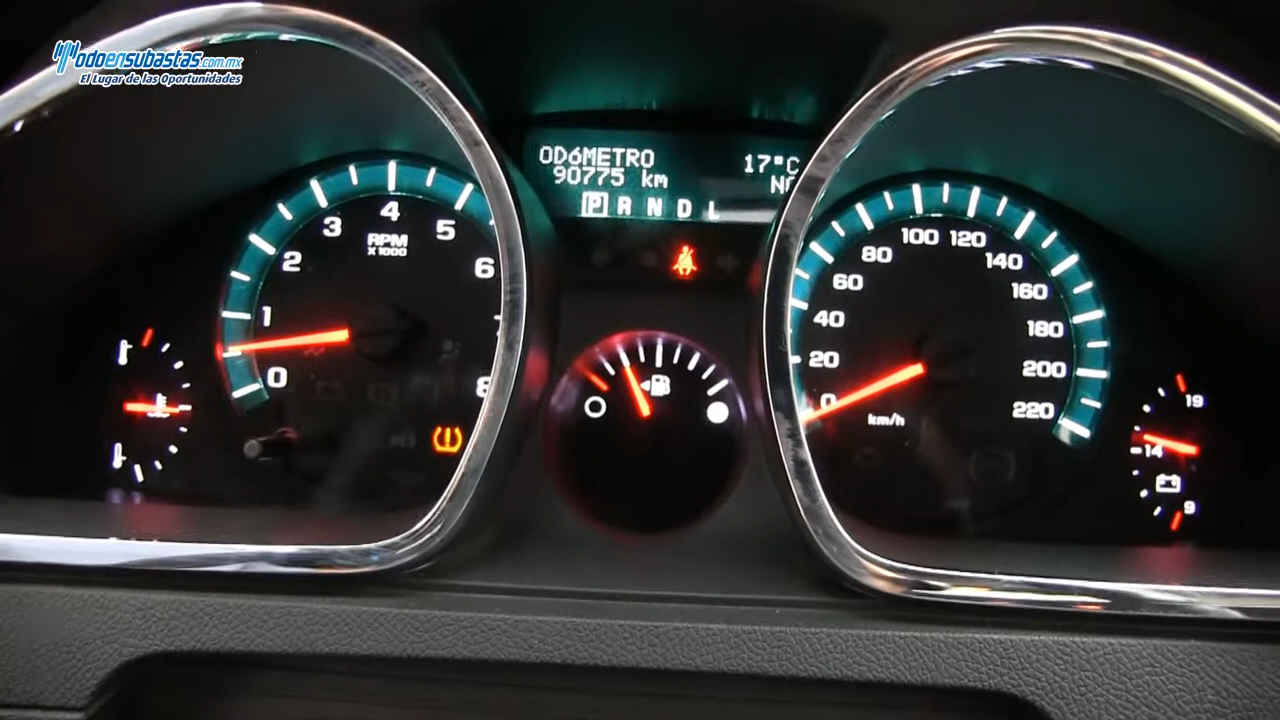 Modoensubastas.com.mx
El Lugar de las Oportunidades
ODÓMETRO 17°C
90775 km
P R N D L
0 1 2 3 4 5 6 8
RPM
X1000
0 20 40 60 80 100 120 140 160 180 200 220
km/h
19
14
9